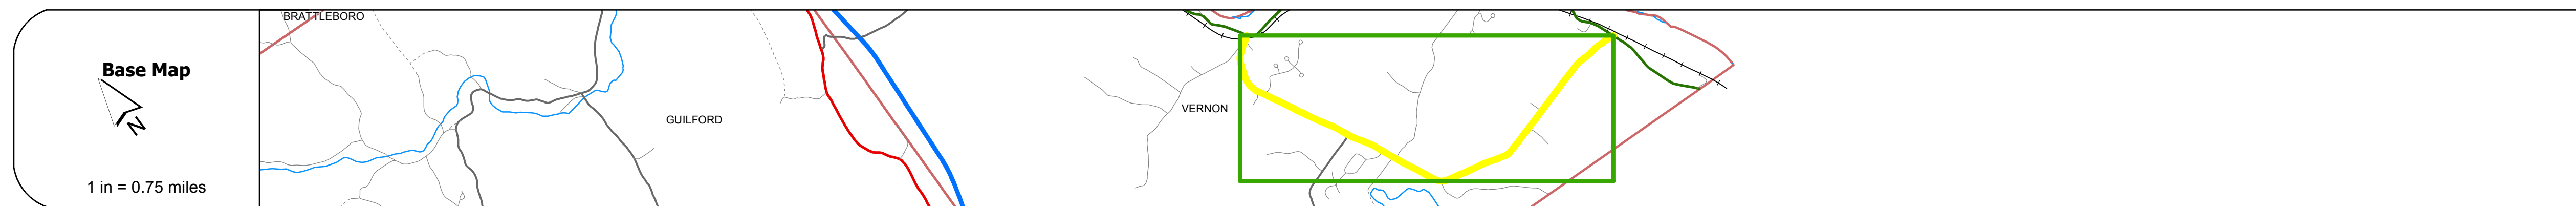 BRATTLEBORO
Base Map
N
GUILFORD
VERNON
1 in = 0.75 miles